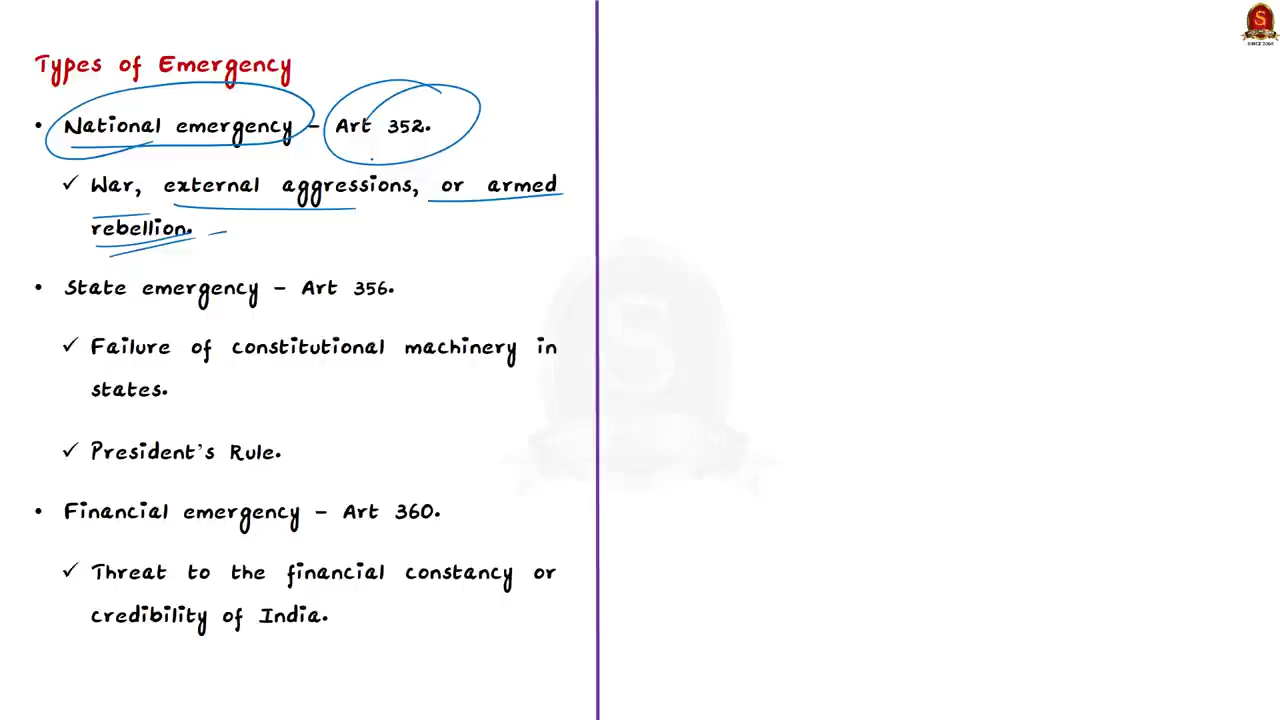 Types of Emergency
• National emergency – Art 352.
✓ War, external aggressions, or armed
rebellion.
• State emergency – Art 356.
✓ Failure of constitutional machinery in
states.
✓ President's Rule.
• Financial emergency – Art 360.
✓ Threat to the financial constancy or
credibility of India.
S
SINCE 2004
S